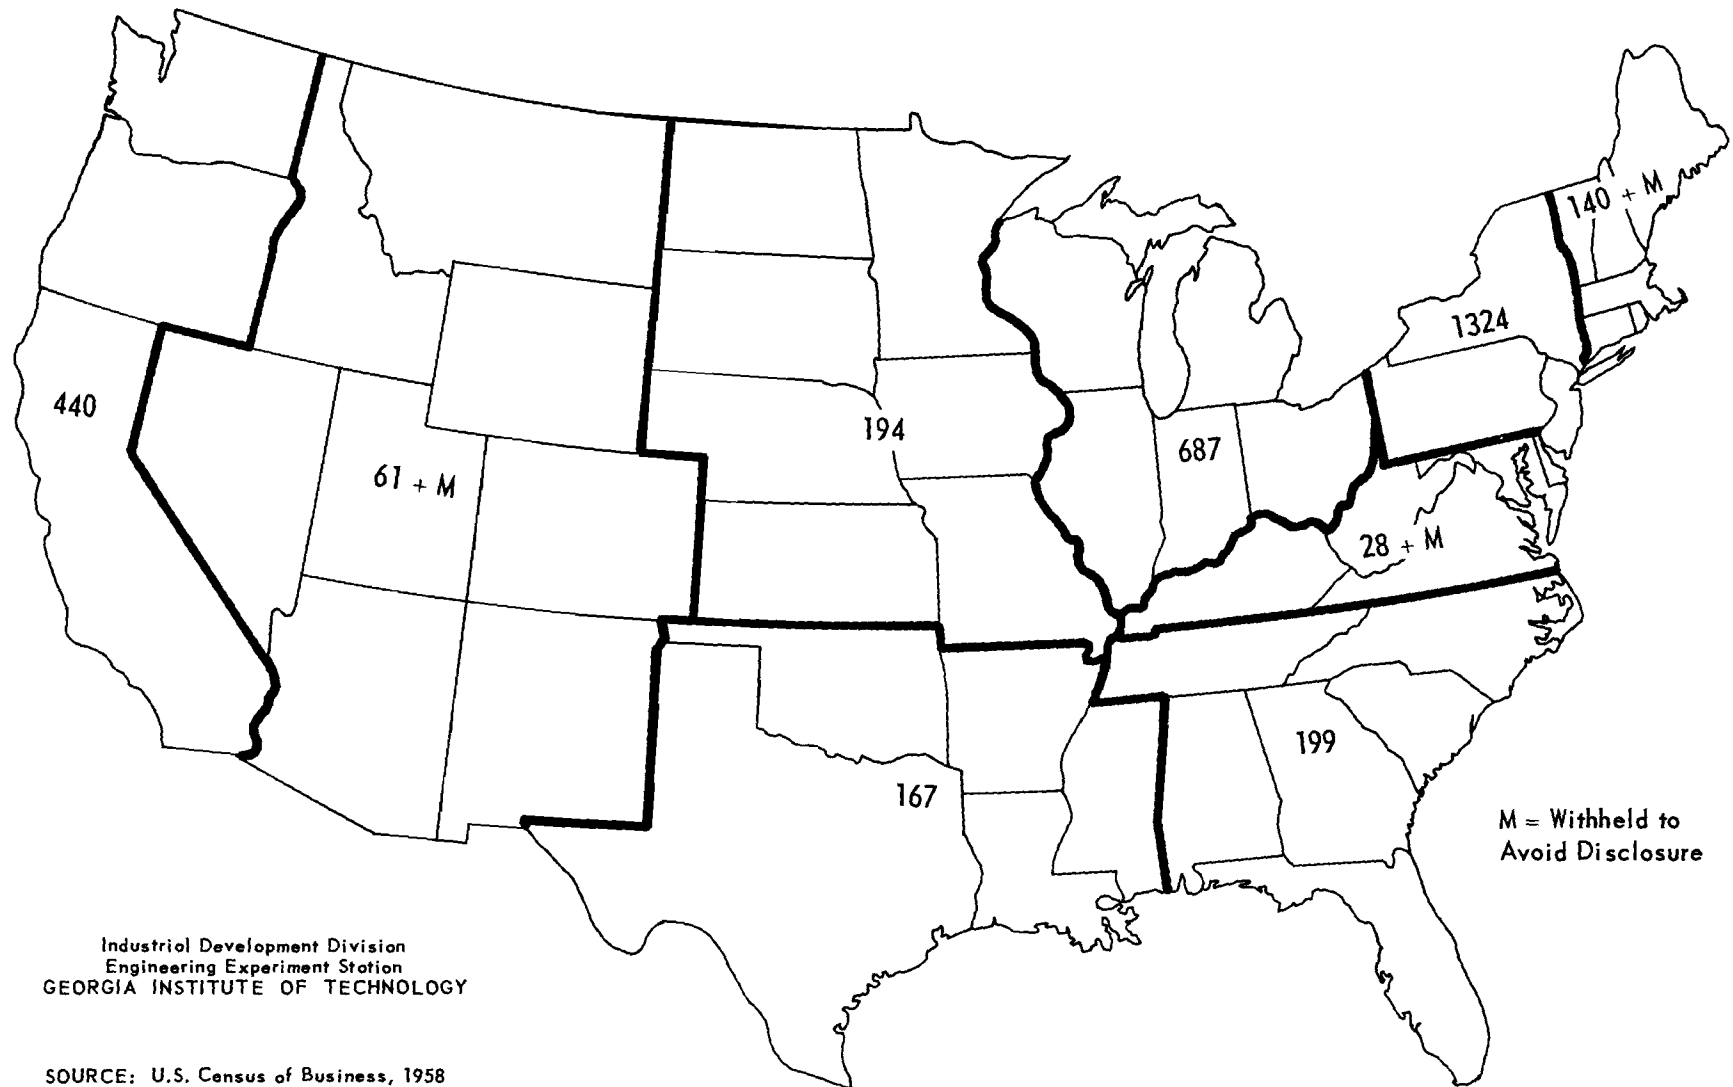 140 + M
1324
440
194
687
61 + M
28 + M
199
167
M = Withheld to
Avoid Disclosure
Industrial Development Division
Engineering Experiment Station
GEORGIA INSTITUTE OF TECHNOLOGY
SOURCE: U.S. Census of Business, 1958